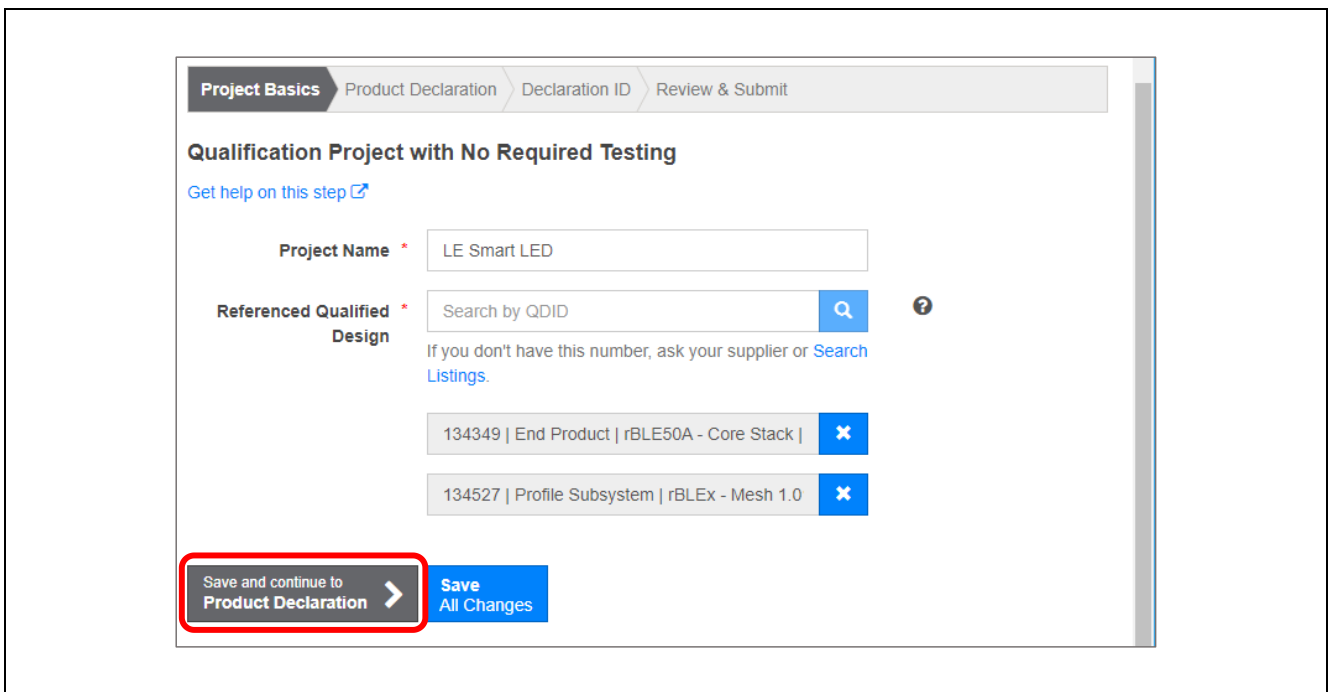 Project Basics Product Declaration Declaration ID Review & Submit
Qualification Project with No Required Testing
Get help on this step
Project Name * LE Smart LED
Referenced Qualified * Search by QDID
Design
If you don't have this number, ask your supplier or Search
Listings.
134349 | End Product | rBLE50A - Core Stack |
134527 | Profile Subsystem | rBLEx - Mesh 1.0
Save and continue to
Product Declaration
Save
All Changes